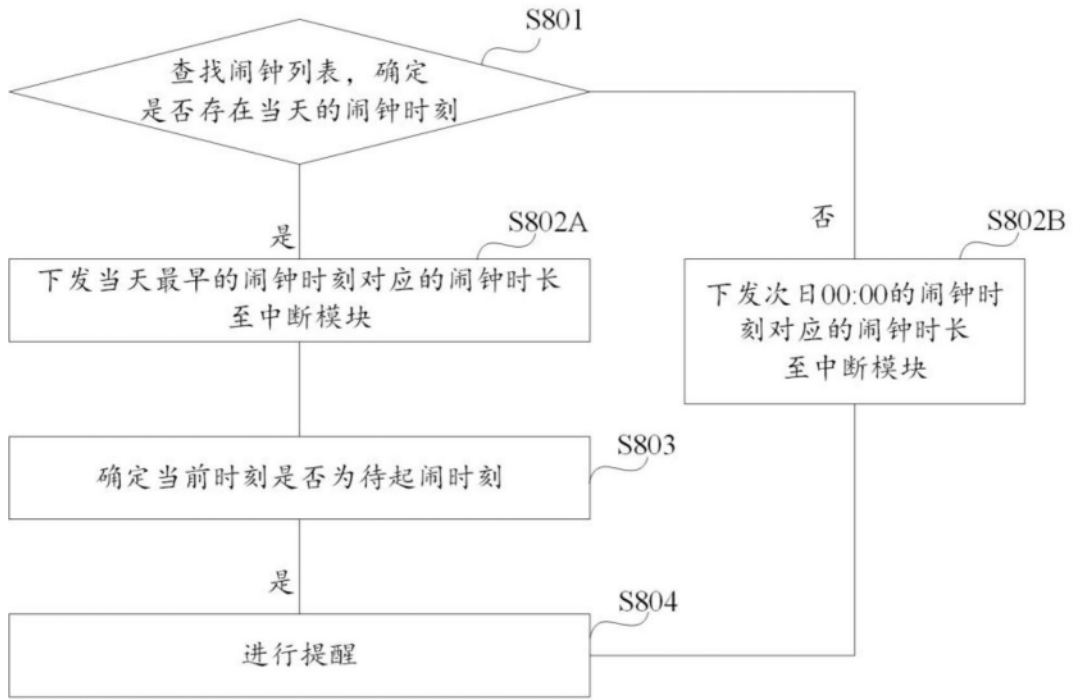 S801
查找闹钟列表，确定
是否存在当天的闹钟时刻
是
否
S802A
下发当天最早的闹钟时刻对应的闹钟时长
至中断模块
S802B
下发次日00:00的闹钟时
刻对应的闹钟时长
至中断模块
S803
确定当前时刻是否为待起闹时刻
是
S804
进行提醒